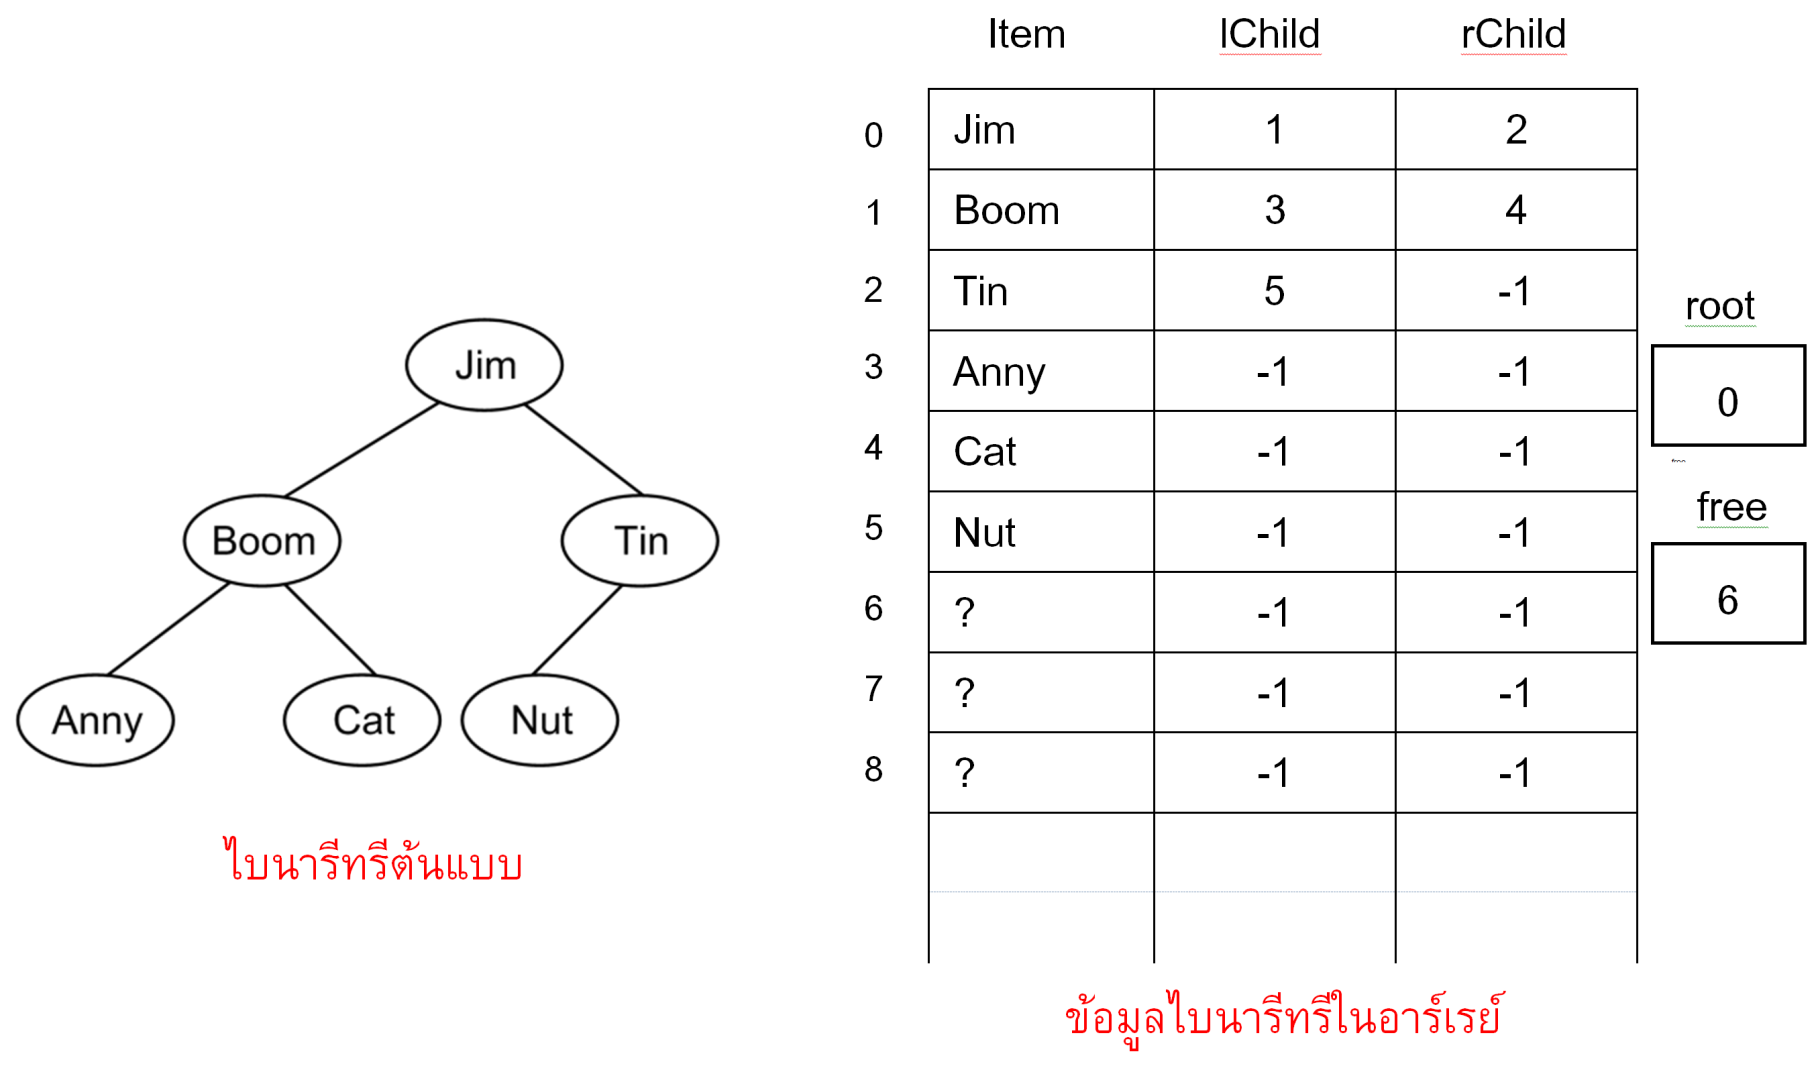 Jim
Boom Tin
Anny Cat Nut
ไบนารีทรีต้นแบบ
Item lChild rChild
0 Jim 1 2
1 Boom 3 4
2 Tin 5 -1
3 Anny -1 -1
4 Cat -1 -1
5 Nut -1 -1
6 ? -1 -1
7 ? -1 -1
8 ? -1 -1
root
0
free
6
ข้อมูลไบนารีทรีในอาร์เรย์